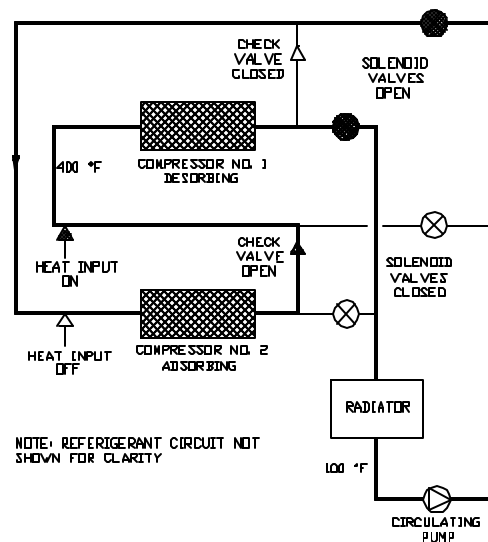 CHECK
VALVE
CLOSED
SOLENOID
VALVES
OPEN
COMPRESSOR NO. 1
DESORBING
400 °F
HEAT INPUT
ON
CHECK
VALVE
OPEN
SOLENOID
VALVES
CLOSED
HEAT INPUT
OFF
COMPRESSOR NO. 2
ADSORBING
RADIATOR
NOTE: REFERIGERANT CIRCUIT NOT
SHOWN FOR CLARITY
100 °F
CIRCULATING
PUMP